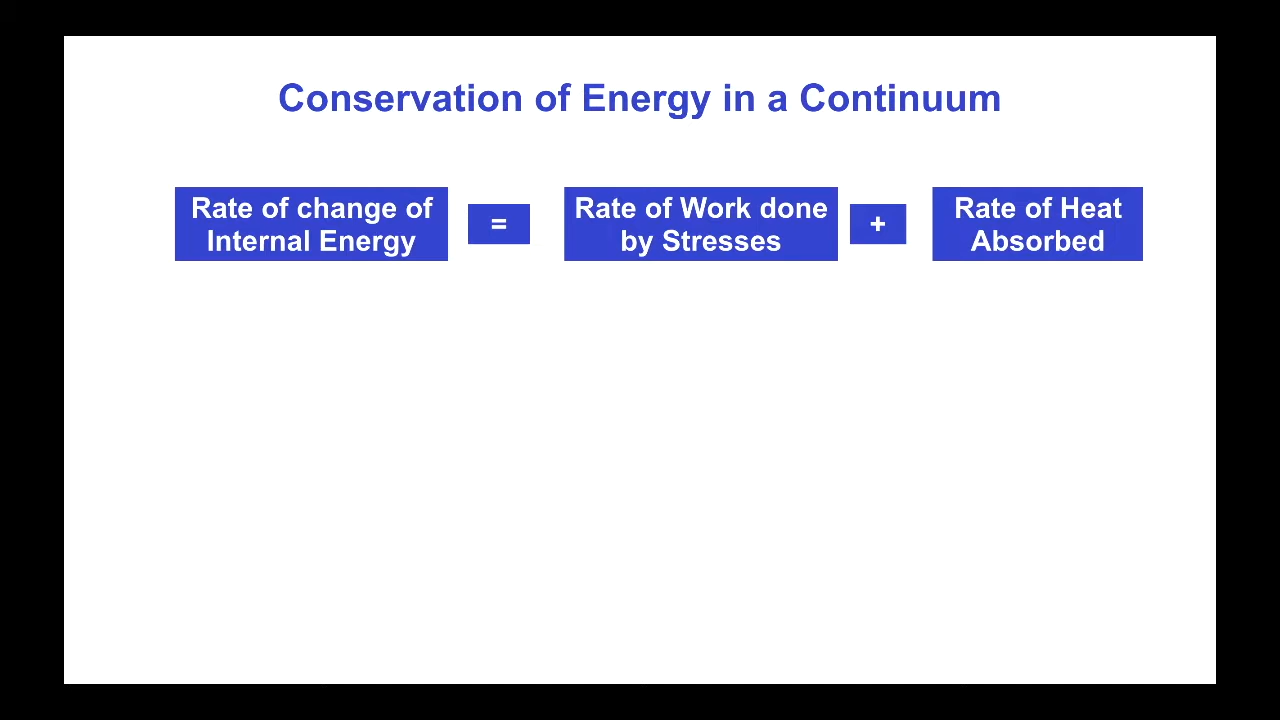 Conservation of Energy in a Continuum
Rate of change of
Internal Energy
=
Rate of Work done
by Stresses
+
Rate of Heat
Absorbed